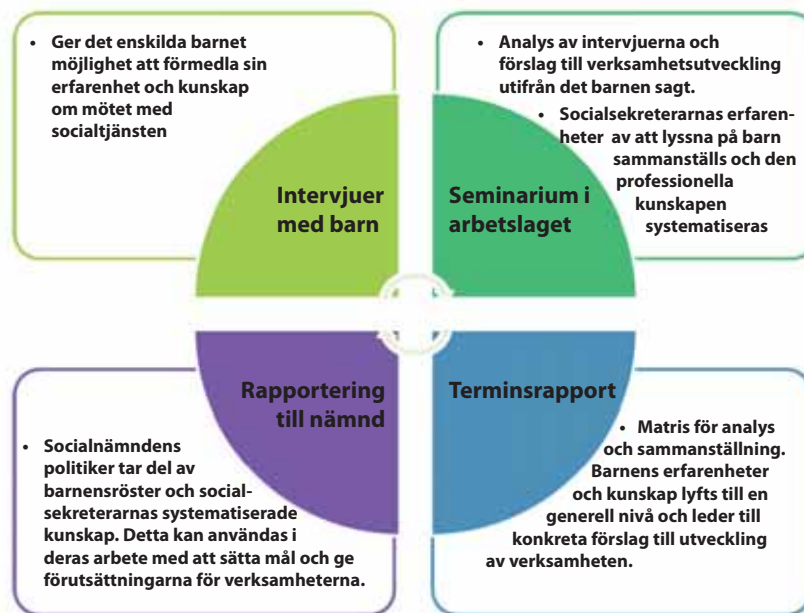 • Ger det enskilda barnet
möjlighet att förmedla sin
erfarenhet och kunskap
om mötet med
socialtjänsten
Intervjuer
med barn
• Analys av intervjuerna och
förslag till verksamhetsutveckling
utifrån det barnen sagt.
• Socialsekreterarnas erfaren-
heter av att lyssna på barn
sammanställs och den
professionella
kunskapen
systematiseras
Seminarium i
arbetslaget
Rapportering
till nämnd
• Socialnämndens
politiker tar del av
barnensröster och social-
sekreterarnas systematiserade
kunskap. Detta kan användas i
deras arbete med att sätta mål och ge
förutsättningarna för verksamheterna.
Terminsrapport
• Matris för analys
och sammanställning.
Barnens erfarenheter
och kunskap lyfts till en
generell nivå och leder till
konkreta förslag till utveckling
av verksamheten.